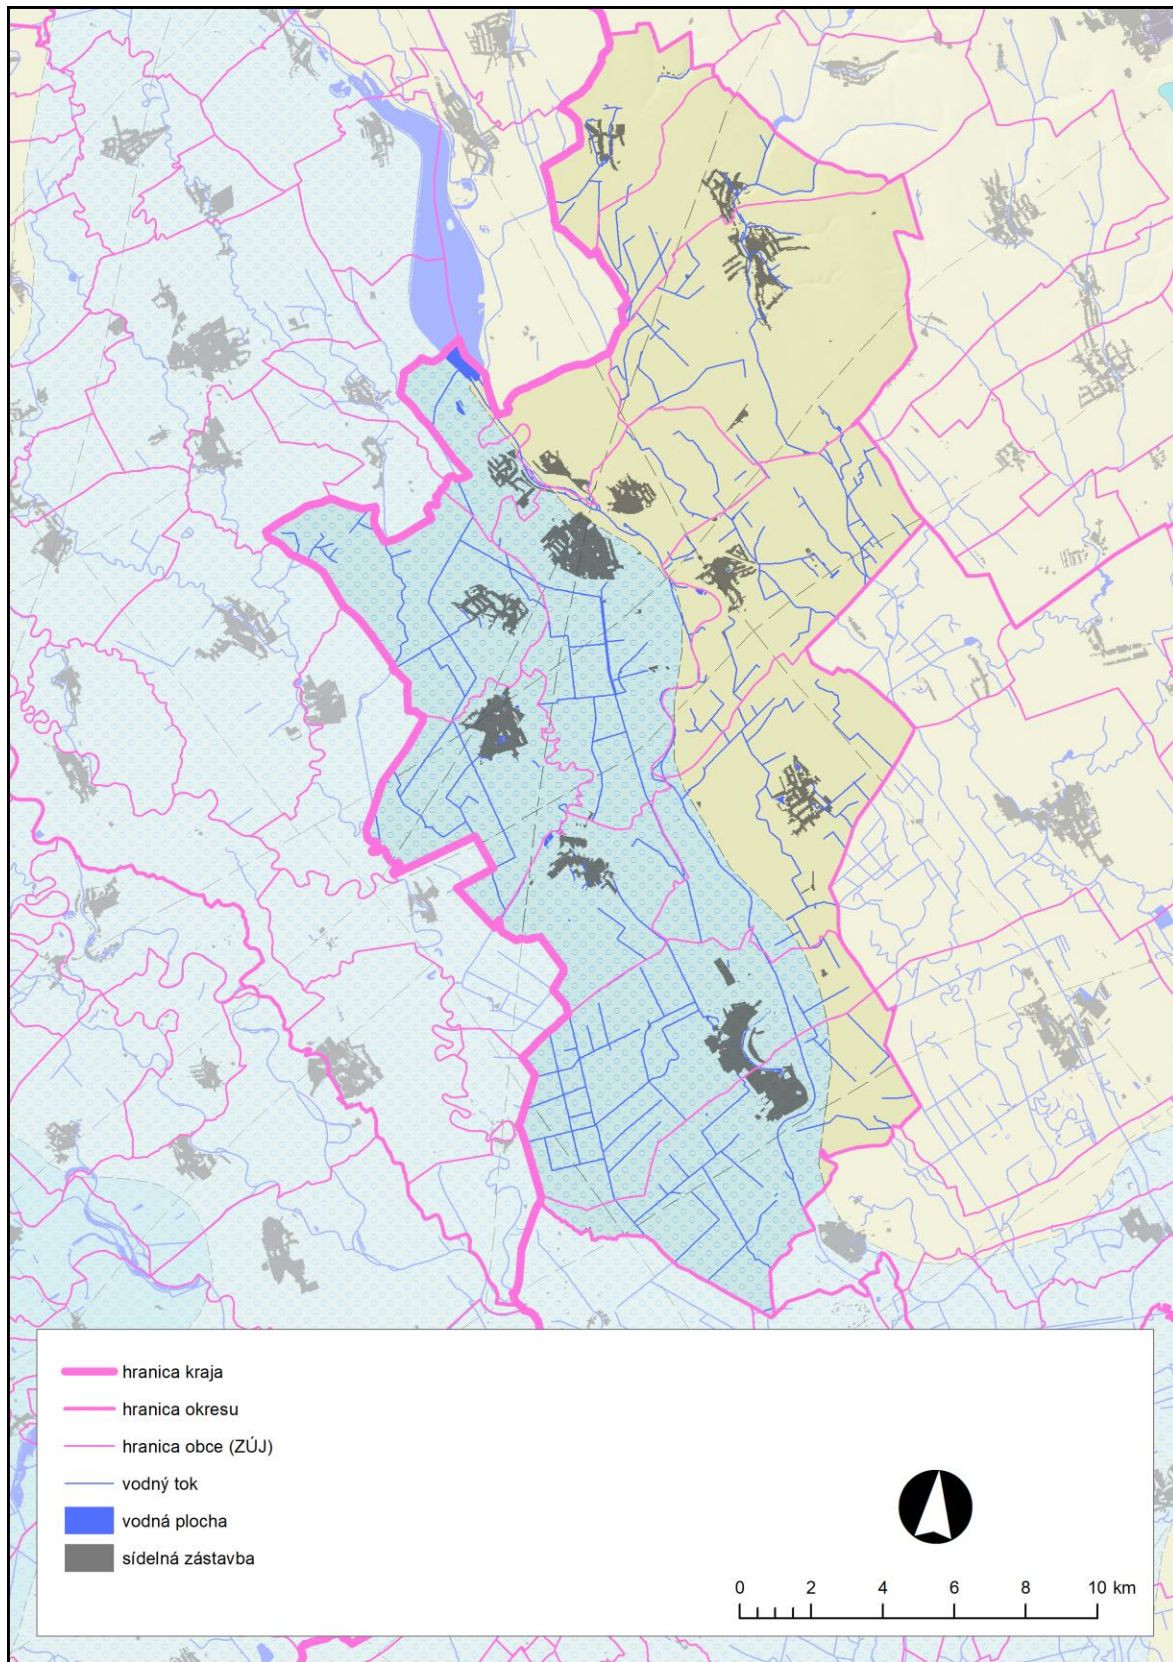 hranica kraja
hranica okresu
hranica obce (ZÚJ)
vodný tok
vodná plocha
sídelná zástavba
0 2 4 6 8 10 km